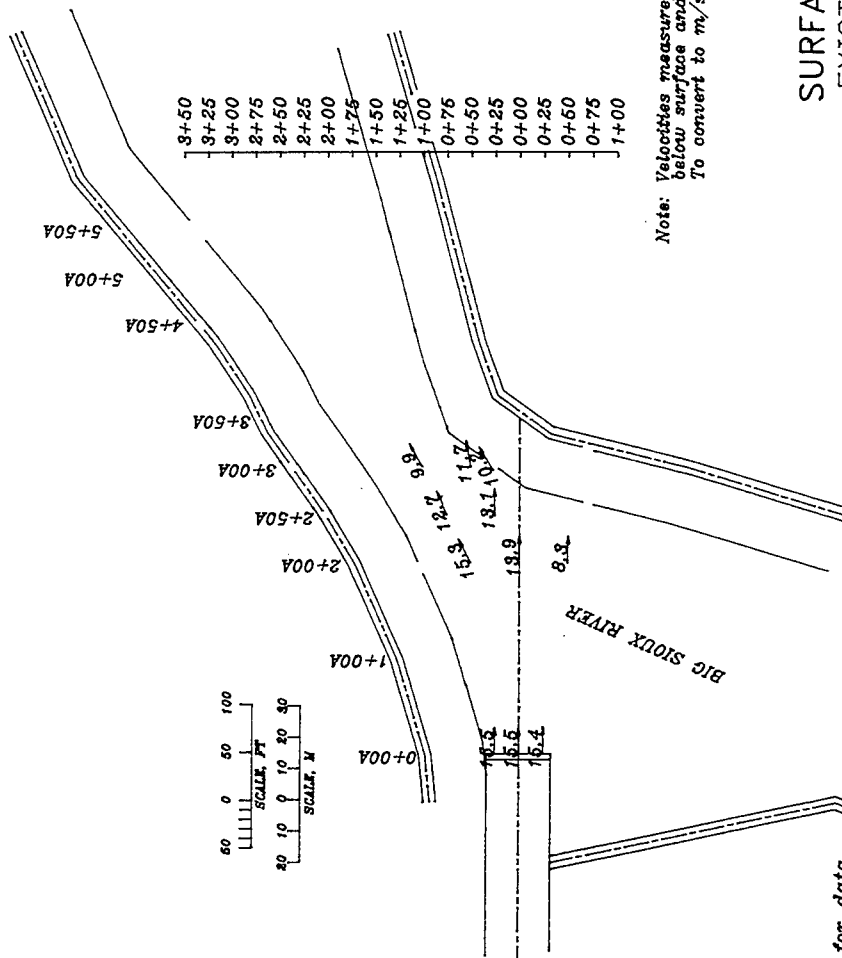 3+50
3+25
3+00
2+75
2+50
2+25
2+00
1+75
1+50
1+25
1+00
0+75
0+50
0+25
0+00
0+25
0+50
0+75
1+00
5+50A
5+00A
4+50A
3+50A
3+00A
2+50A
2+00A
1+00A
0+00A
50 0 50 100
SCALE, FT
20 10 0 10 20 30
SCALE, M
9.9
12.7
15.3
11.7
13.1
13.9
8.3
15.5
15.4
BIG SIOUX RIVER
Note: Velocities measure
below surface and
To convert to m/s
SURFA
for data